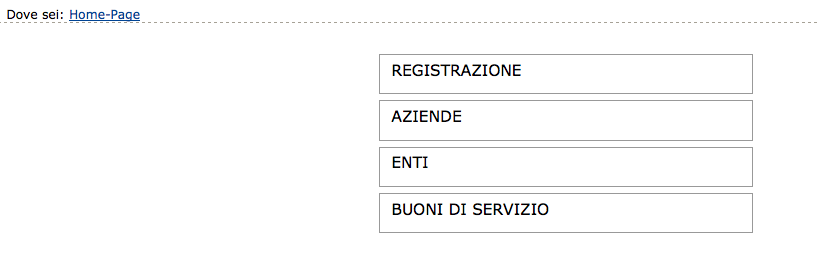 Dove sei: Home-Page
REGISTRAZIONE
AZIENDE
ENTI
BUONI DI SERVIZIO